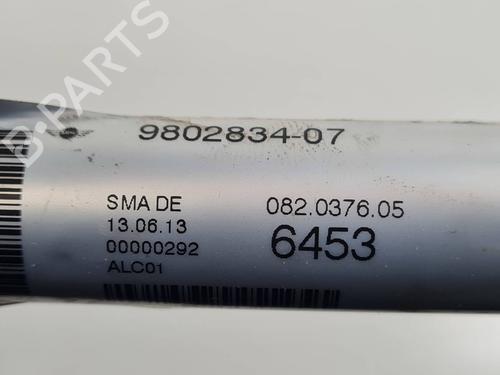 B-PARTS
9802834-07
SMA DE
13.06.13
00000292
ALC01
082.0376.05
6453